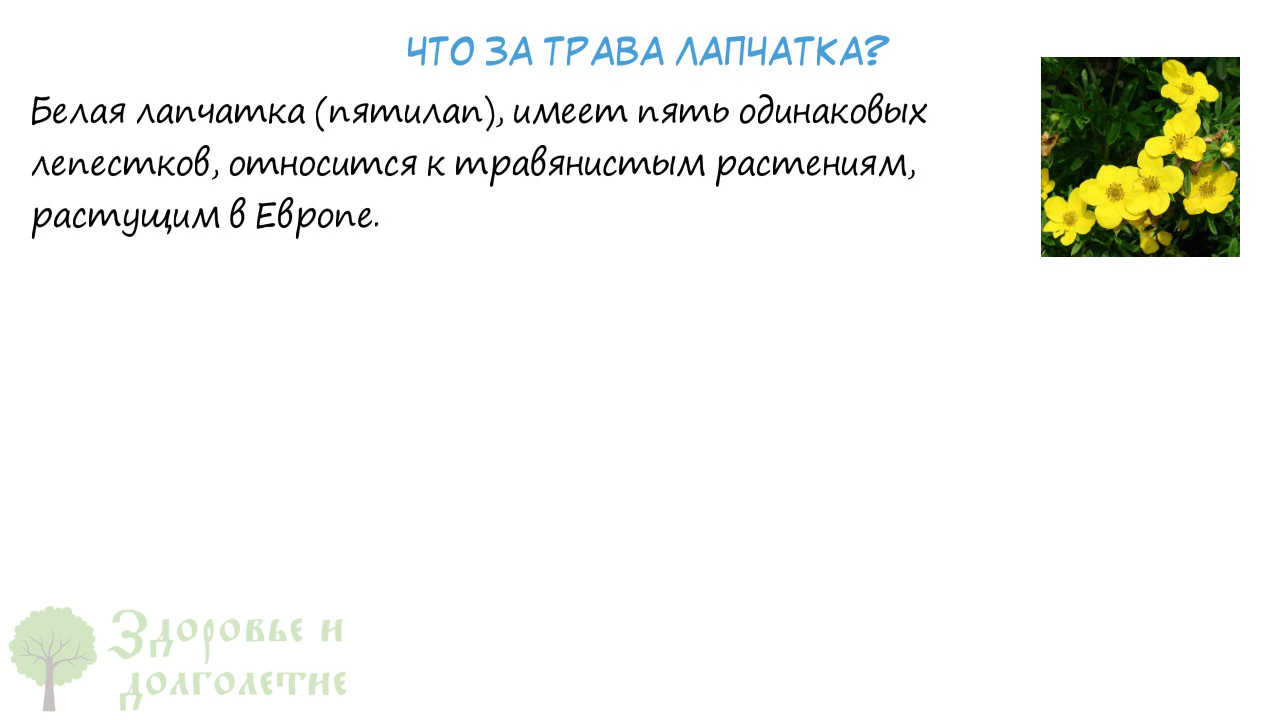 ЧТО ЗА ТРАВА ЛАПЧАТКА?
Белая лапчатка (пятилап), имеет пять одинаковых
лепестков, относится к травянистым растениям,
растущим в Европе.
Здоровье и
долголетие